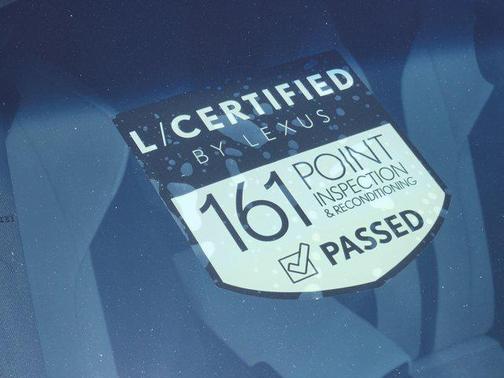 L/CERTIFIED
BY LEXUS
161 POINT
INSPECTION
& RECONDITIONING
PASSED